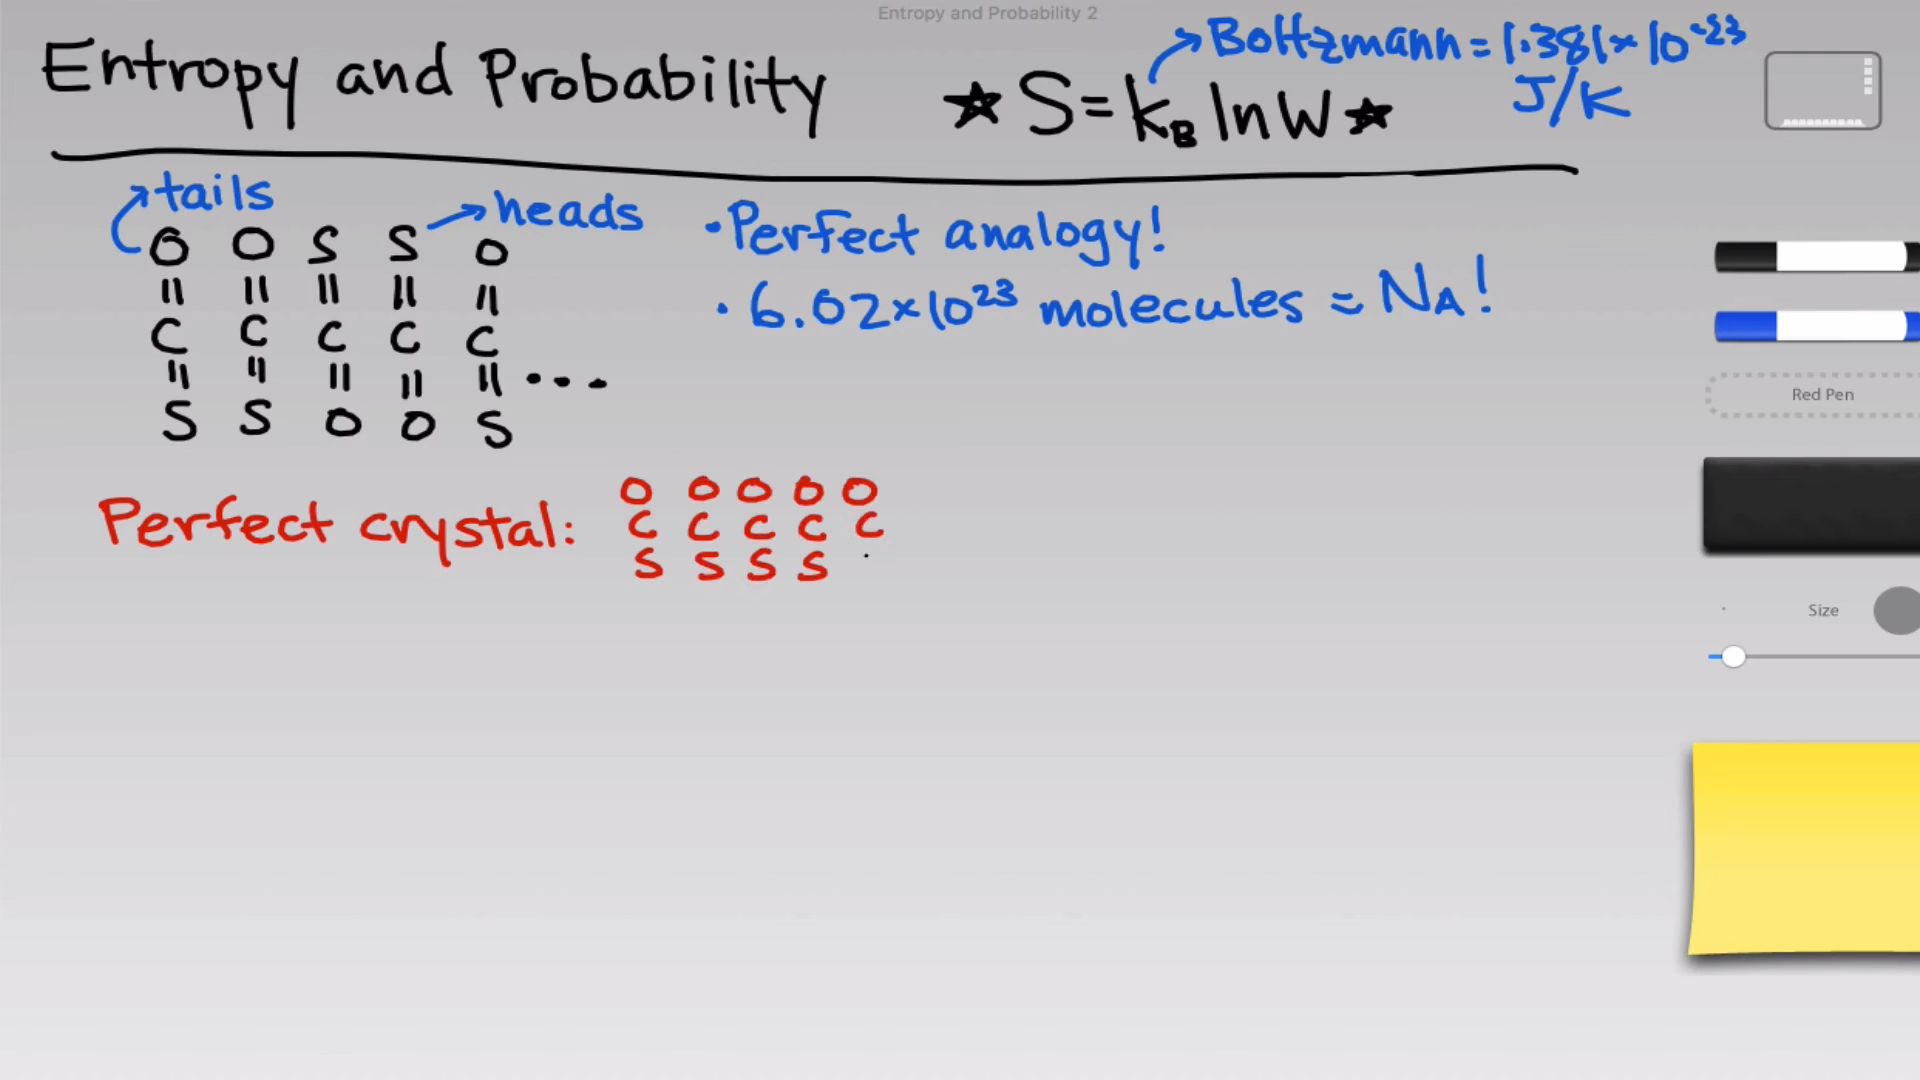 Entropy and Probability 2
Entropy and Probability
★ S = kB ln W ★
Boltzmann = 1.381 × 10⁻²³
J/K
tails
heads
O O S S O
|| || || || ||
C C C C C
|| || || || || ...
S S O O S
• Perfect analogy!
• 6.02×10²³ molecules = NA!
Perfect crystal:
O O O O O
C C C C C
S S S S
Red Pen
Size